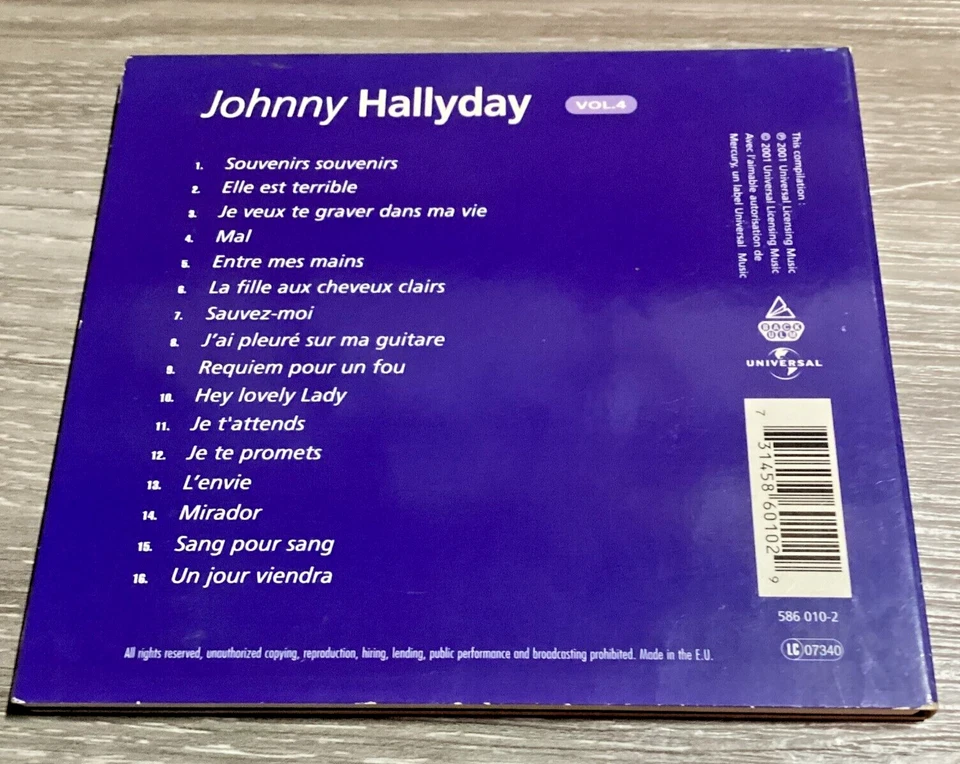 Johnny Hallyday VOL.4
1. Souvenirs souvenirs
2. Elle est terrible
3. Je veux te graver dans ma vie
4. Mal
5. Entre mes mains
6. La fille aux cheveux clairs
7. Sauvez-moi
8. J'ai pleuré sur ma guitare
9. Requiem pour un fou
10. Hey lovely Lady
11. Je t'attends
12. Je te promets
13. L'envie
14. Mirador
15. Sang pour sang
16. Un jour viendra
This compilation :
℗ 2001 Universal Licensing Music
© 2001 Universal Licensing Music
Avec l'aimable autorisation de
Mercury, un label Universal Music
BACK
UNIVERSAL
7 31458 60102 9
586 010-2
LC 07340
All rights reserved, unauthorized copying, reproduction, hiring, lending, public performance and broadcasting prohibited. Made in the E.U.